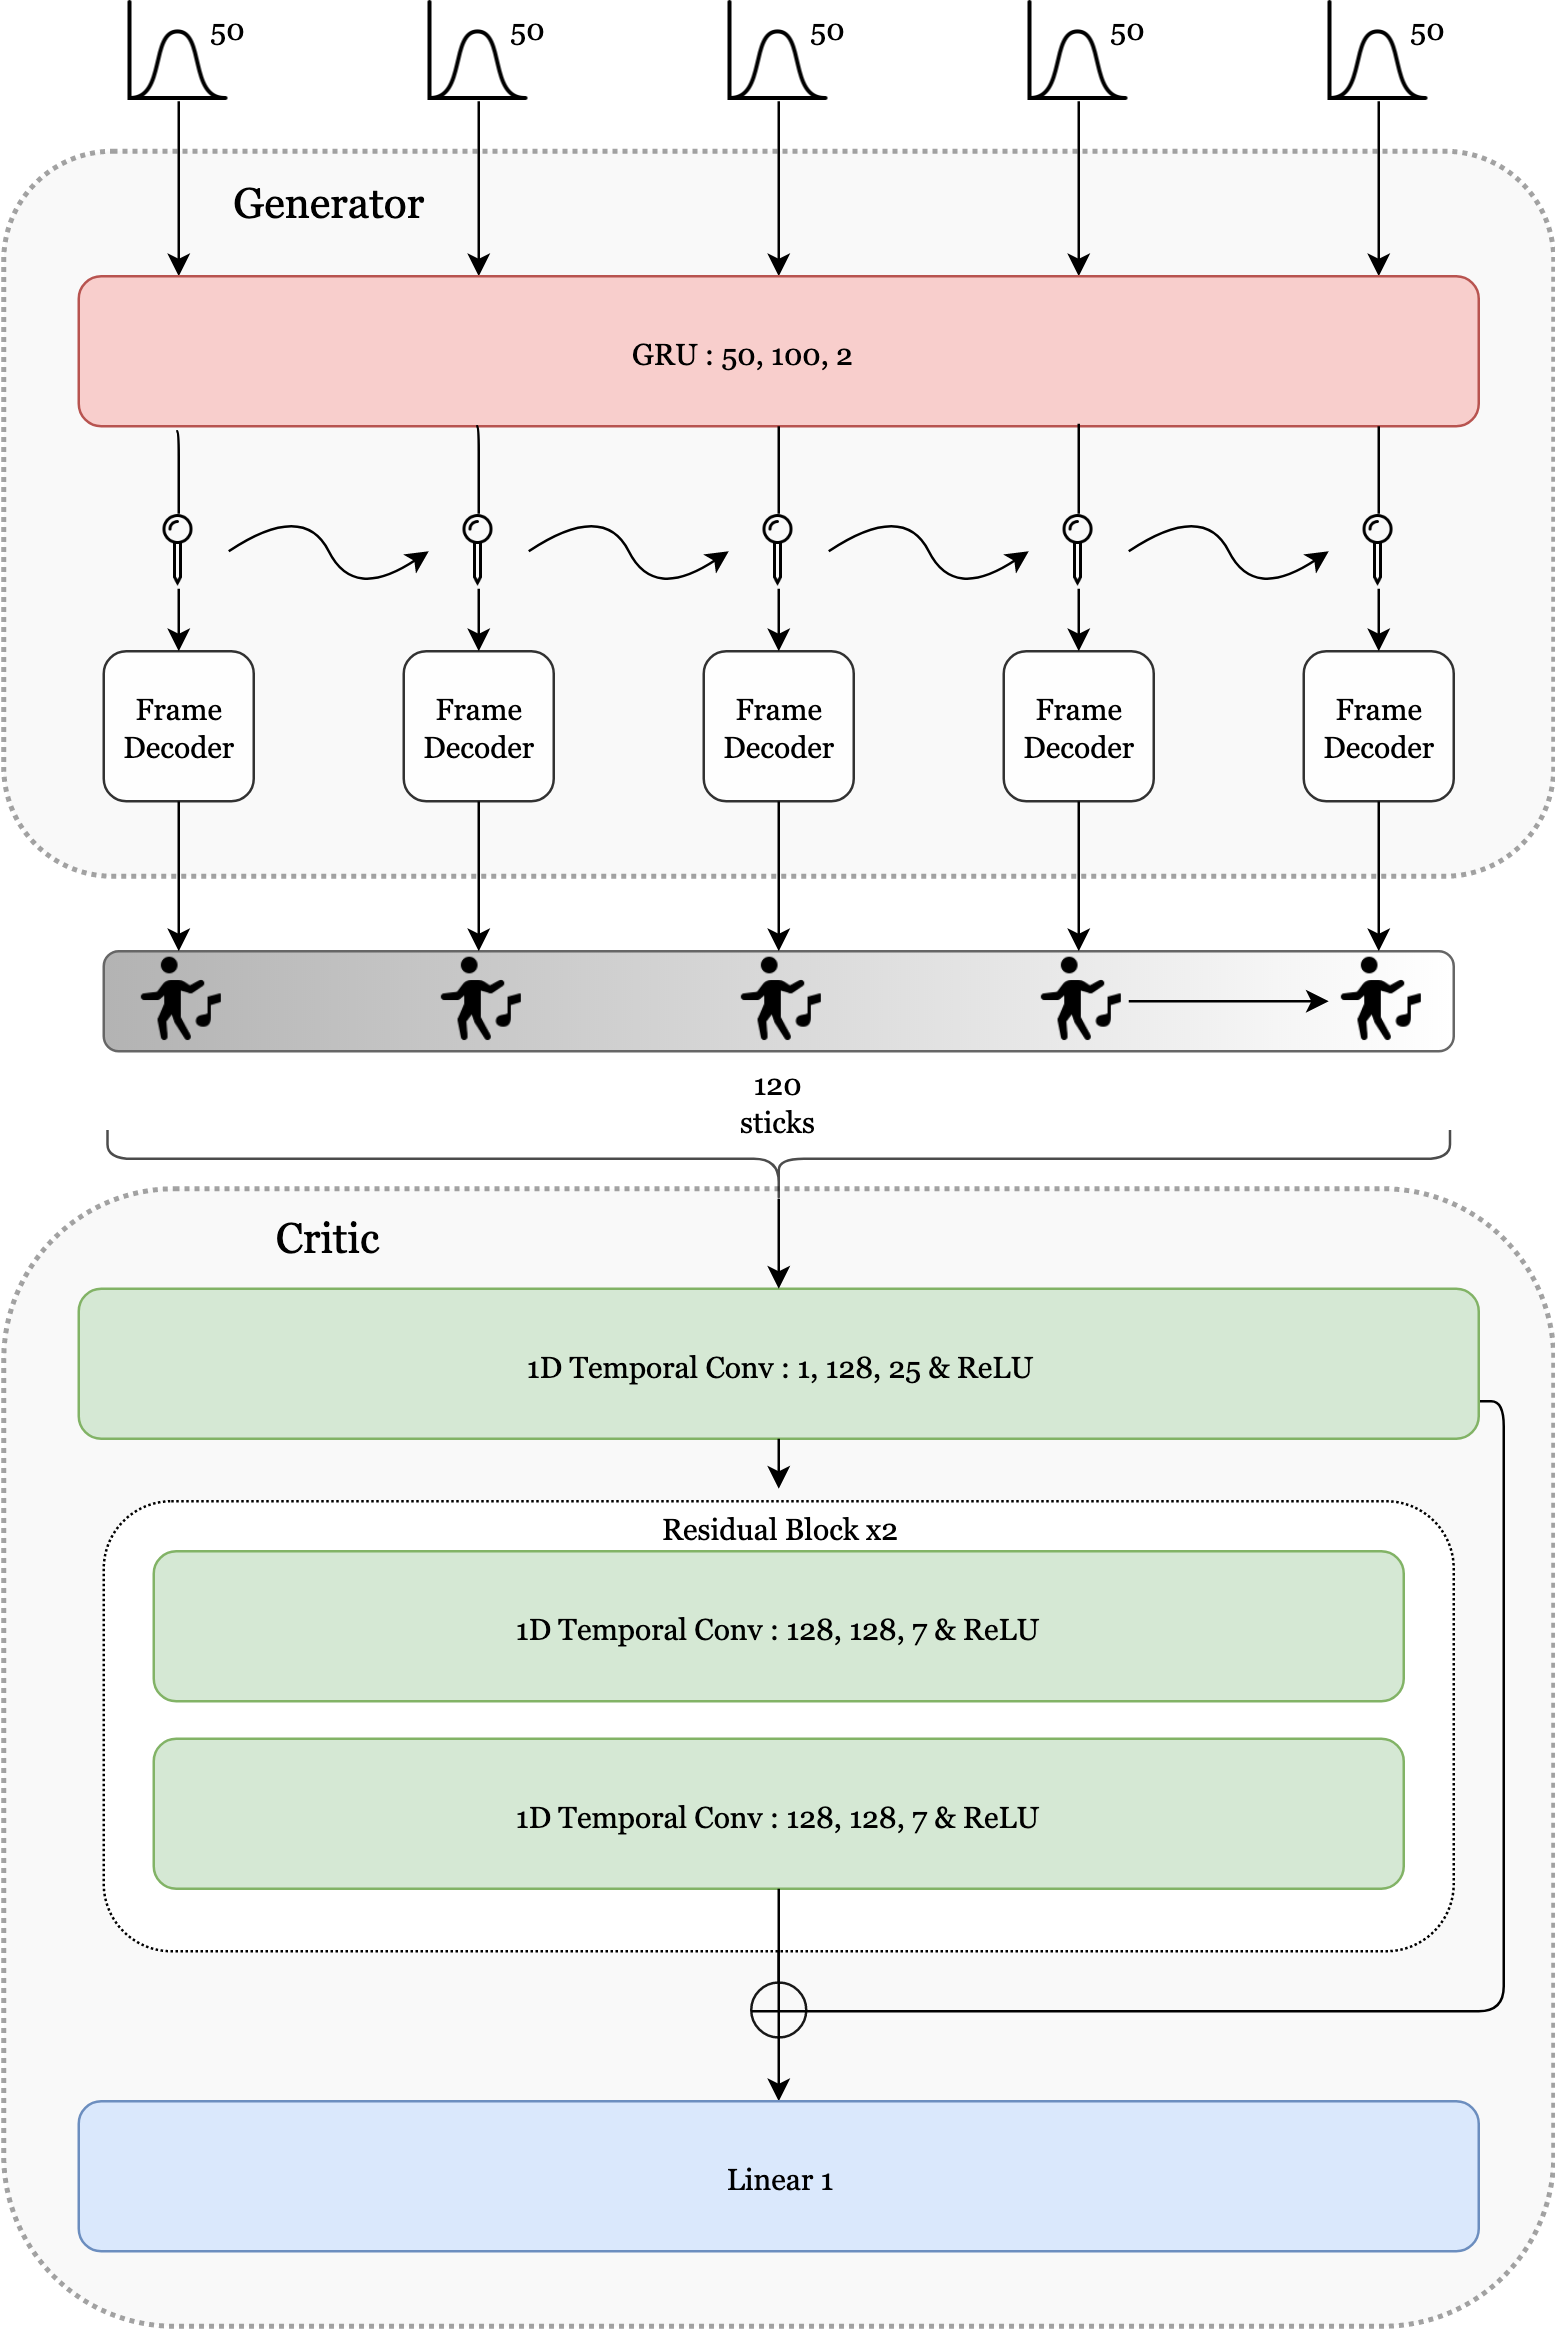 50 50 50 50 50
Generator
GRU : 50, 100, 2
Frame Decoder
Frame Decoder
Frame Decoder
Frame Decoder
Frame Decoder
120
sticks
Critic
1D Temporal Conv : 1, 128, 25 & ReLU
Residual Block x2
1D Temporal Conv : 128, 128, 7 & ReLU
1D Temporal Conv : 128, 128, 7 & ReLU
Linear 1